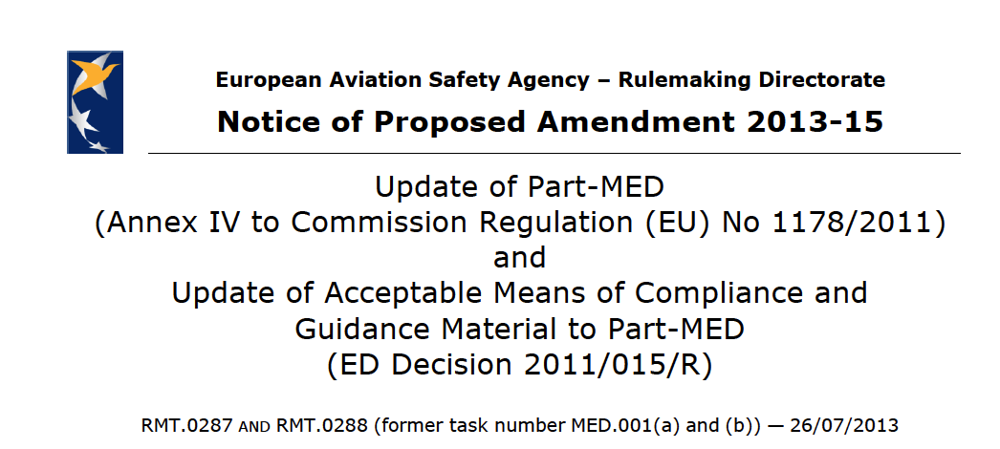 European Aviation Safety Agency – Rulemaking Directorate
Notice of Proposed Amendment 2013-15
Update of Part-MED
(Annex IV to Commission Regulation (EU) No 1178/2011)
and
Update of Acceptable Means of Compliance and
Guidance Material to Part-MED
(ED Decision 2011/015/R)
RMT.0287 AND RMT.0288 (former task number MED.001(a) and (b)) — 26/07/2013